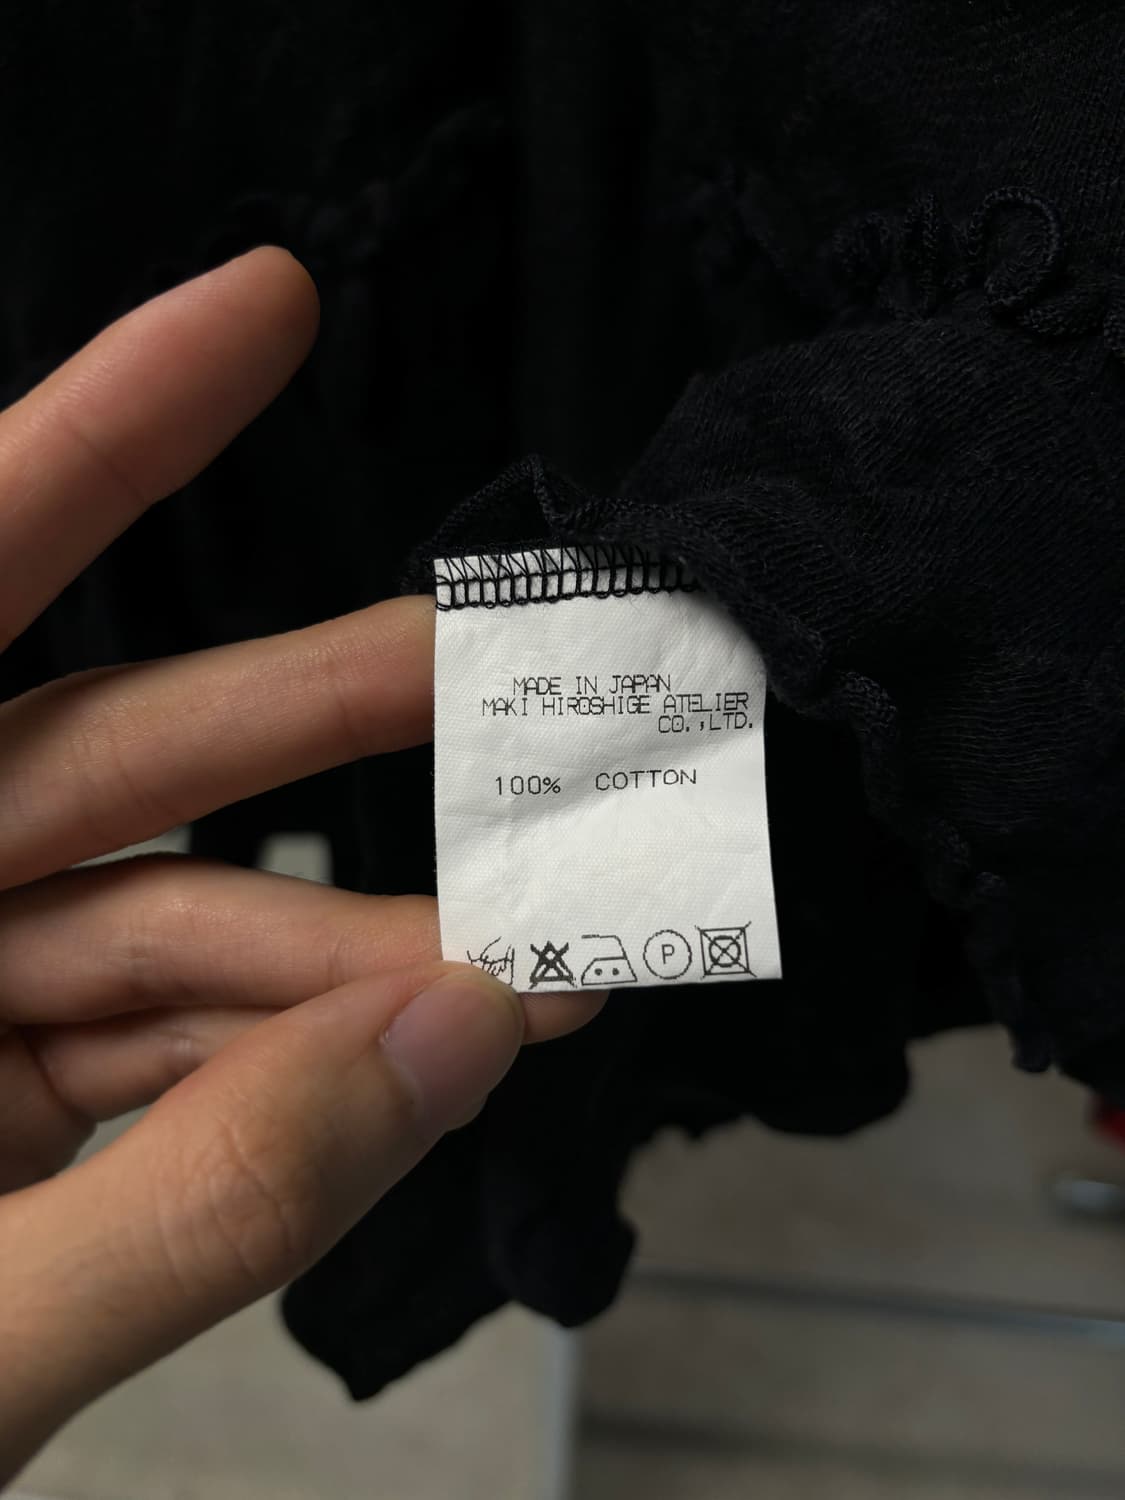 MADE IN JAPAN
MAKI HIROSHIGE ATELIER
CO.,LTD.
100% COTTON
P